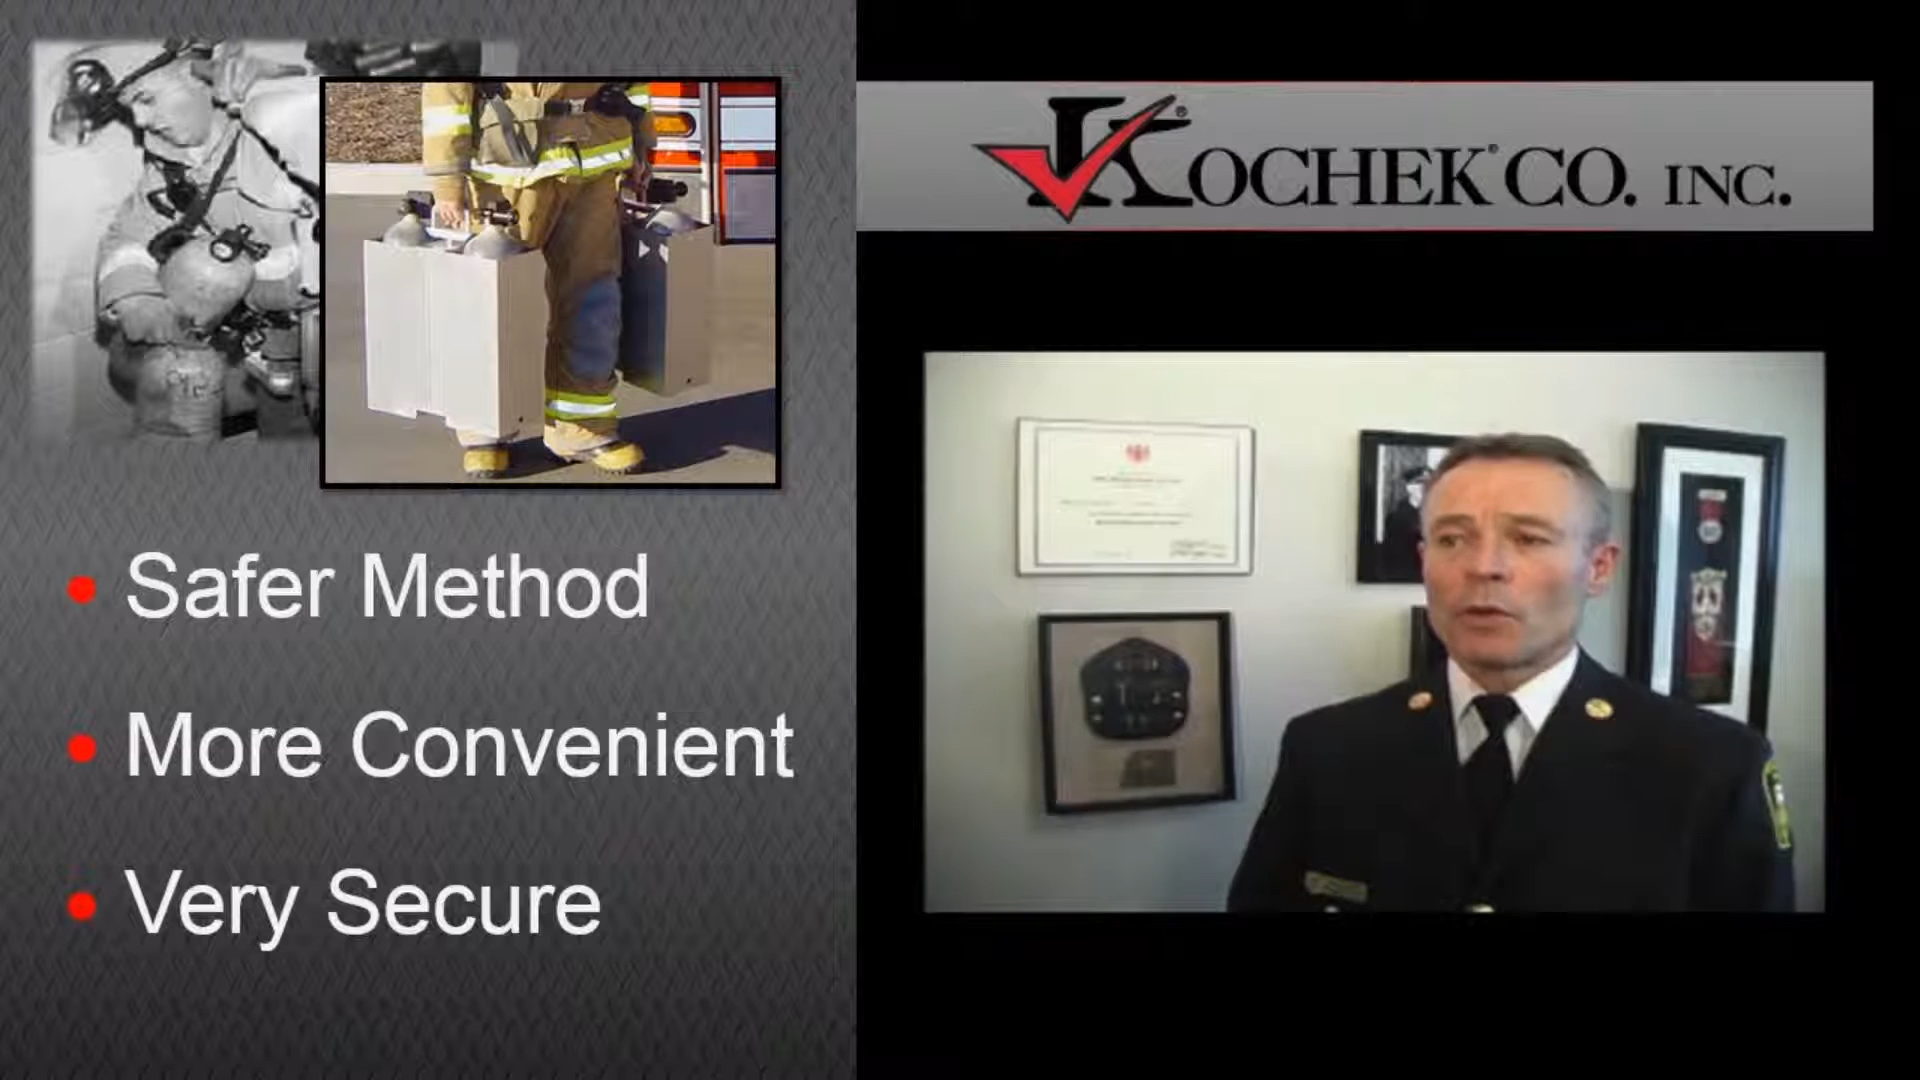 KOCHEK® CO. INC.
• Safer Method
• More Convenient
• Very Secure